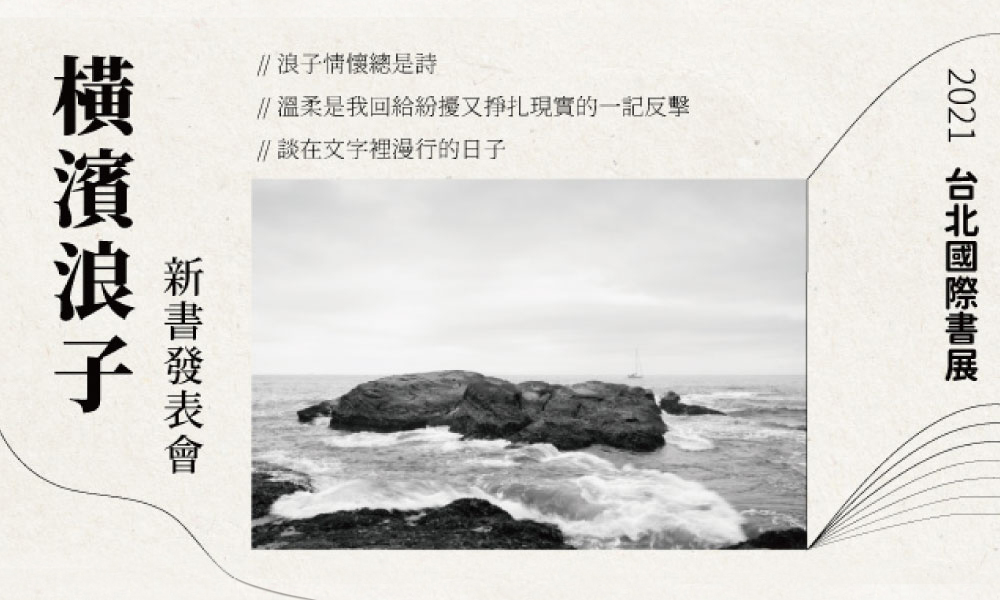 橫濱浪子
新書發表會
// 浪子情懷總是詩
// 溫柔是我回給紛擾又掙扎現實的一記反擊
// 談在文字裡漫行的日子
2021 台北國際書展